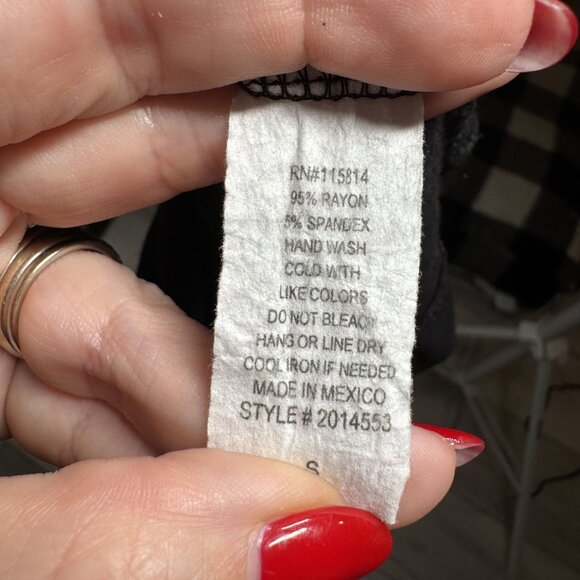 RN#115814
95% RAYON
5% SPANDEX
HAND WASH
COLD WITH
LIKE COLORS
DO NOT BLEACH
HANG OR LINE DRY
COOL IRON IF NEEDED
MADE IN MEXICO
STYLE # 2014553
S